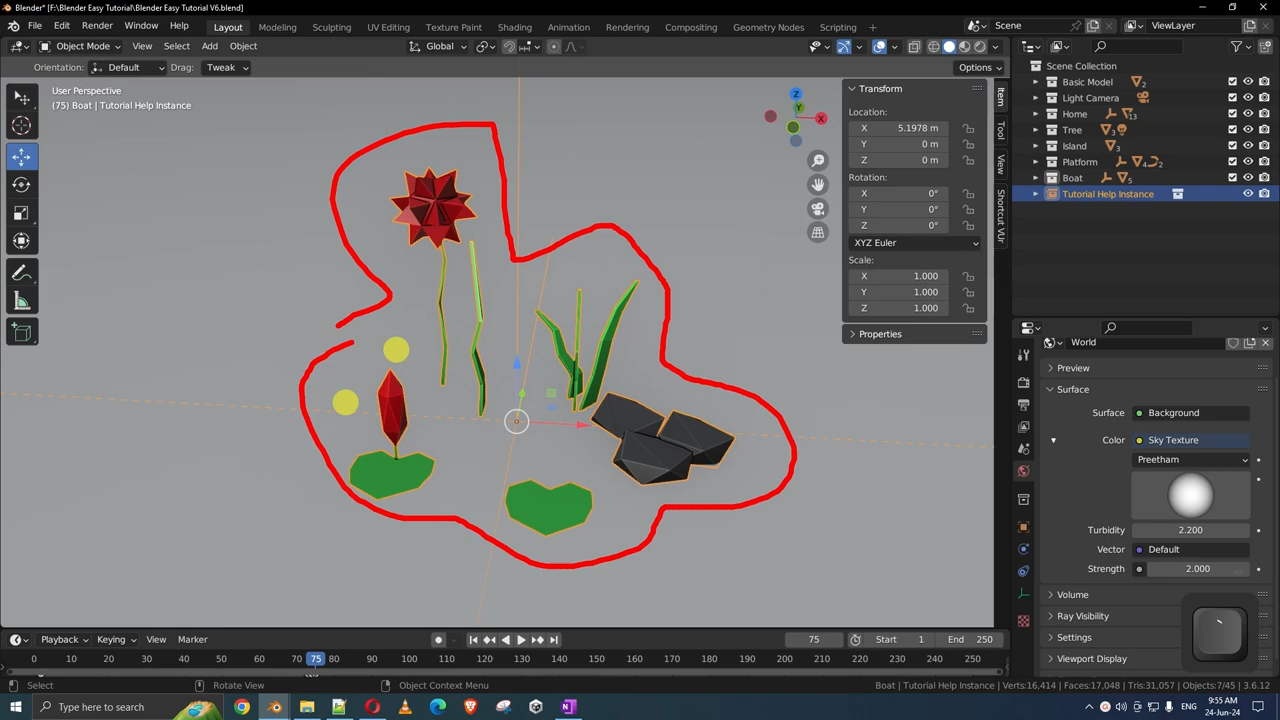 Blender* [F:\Blender Easy Tutorial\Blender Easy Tutorial V6.blend]
File Edit Render Window Help Layout Modeling Sculpting UV Editing Texture Paint Shading Animation Rendering Compositing Geometry Nodes Scripting Scene ViewLayer
Object Mode View Select Add Object Global
Orientation: Default Drag: Tweak Options
User Perspective
(75) Boat | Tutorial Help Instance
Z
Y
X
Transform
Location:
X 5.1978 m
Y 0 m
Z 0 m
Rotation:
X 0°
Y 0°
Z 0°
XYZ Euler
Scale:
X 1.000
Y 1.000
Z 1.000
Properties
Item
Tool
View
Shortcut VUr
Scene Collection
Basic Model 2
Light Camera
Home 13
Tree 3
Island 3
Platform 4 2
Boat 5
Tutorial Help Instance
World
Preview
Surface
Surface Background
Color Sky Texture
Preetham
Turbidity 2.200
Vector Default
Strength 2.000
Volume
Ray Visibility
Settings
Viewport Display
Playback Keying View Marker 75 Start 1 End 250
0 10 20 30 40 50 60 70 75 80 90 100 110 120 130 140 150 160 170 180 190 200 210 220 230 240 250
Select Rotate View Object Context Menu Boat | Tutorial Help Instance | Verts:16,414 | Faces:17,048 | Tris:31,057 | Objects:7/45 | 3.6.12
Type here to search
9:55 AM
24-Jun-24